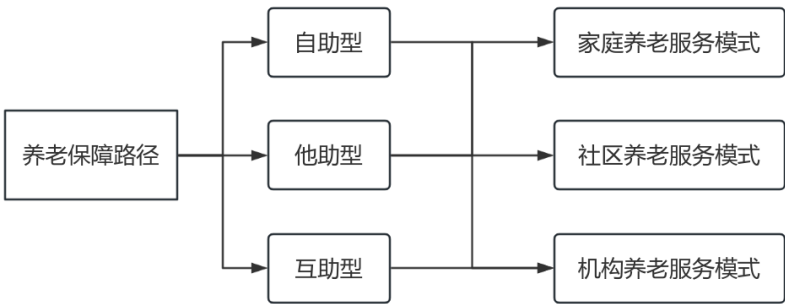 自助型
家庭养老服务模式
养老保障路径
他助型
社区养老服务模式
互助型
机构养老服务模式